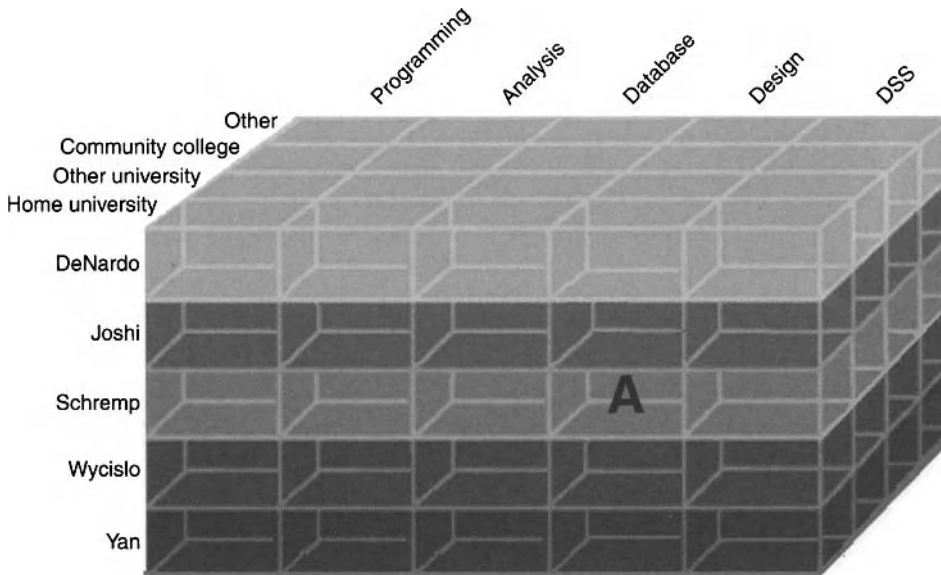 Programming
Analysis
Database
Design
DSS
Other
Community college
Other university
Home university
DeNardo
Joshi
Schremp
A
Wycislo
Yan